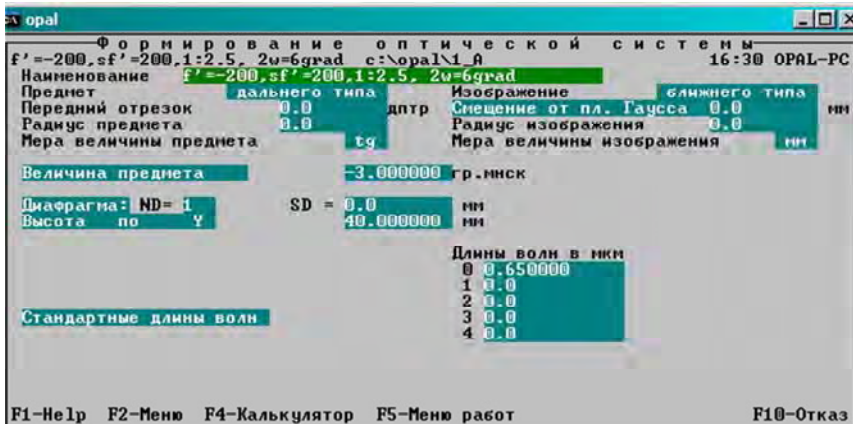 opal
Формирование оптической системы
f'=-200,sf'=200,1:2.5, 2w=6grad c:\opal\1_A 16:30 OPAL-PC
Наименование f'=-200,sf'=200,1:2.5, 2w=6grad
Предмет дальнего типа Изображение ближнего типа
Передний отрезок 0.0 дптр Смещение от пл. Гаусса 0.0 мм
Радиус предмета 0.0 Радиус изображения 0.0
Мера величины предмета tg Мера величины изображения мм
Величина предмета -3.000000 гр.мнск
Диафрагма: ND= 1 SD = 0.0 мм
Высота по Y 40.000000 мм
Длины волн в мкм
0 0.650000
1 0.0
2 0.0
Стандартные длины волн 3 0.0
4 0.0
F1-Help F2-Меню F4-Калькулятор F5-Меню работ F10-Отказ